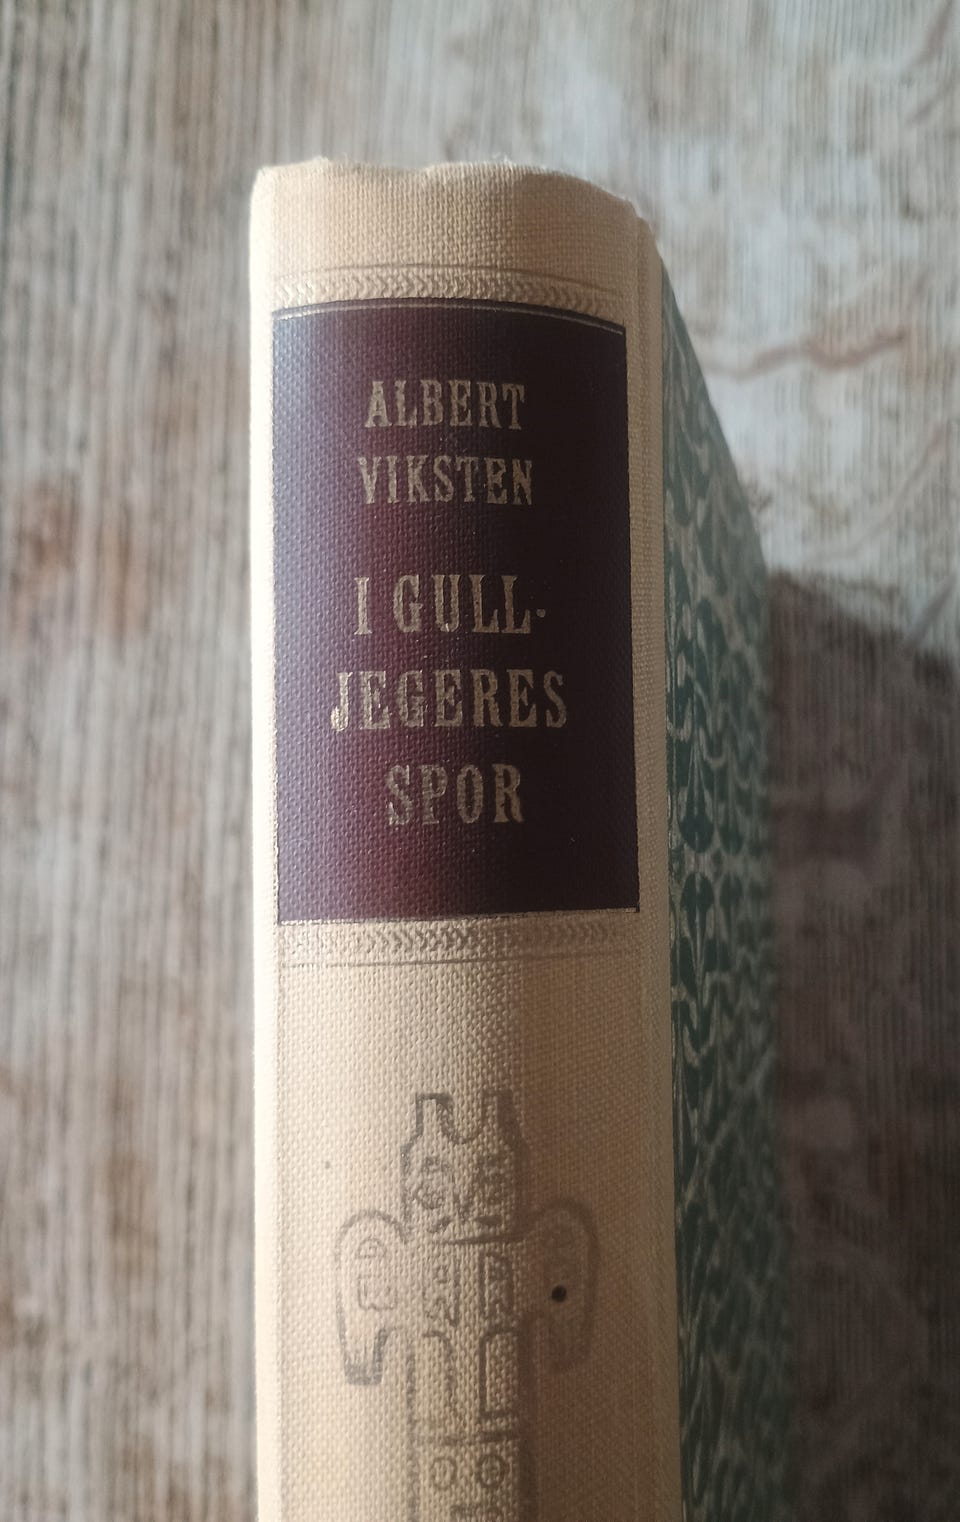 ALBERT
VIKSTEN
I GULL-
JEGERES
SPOR